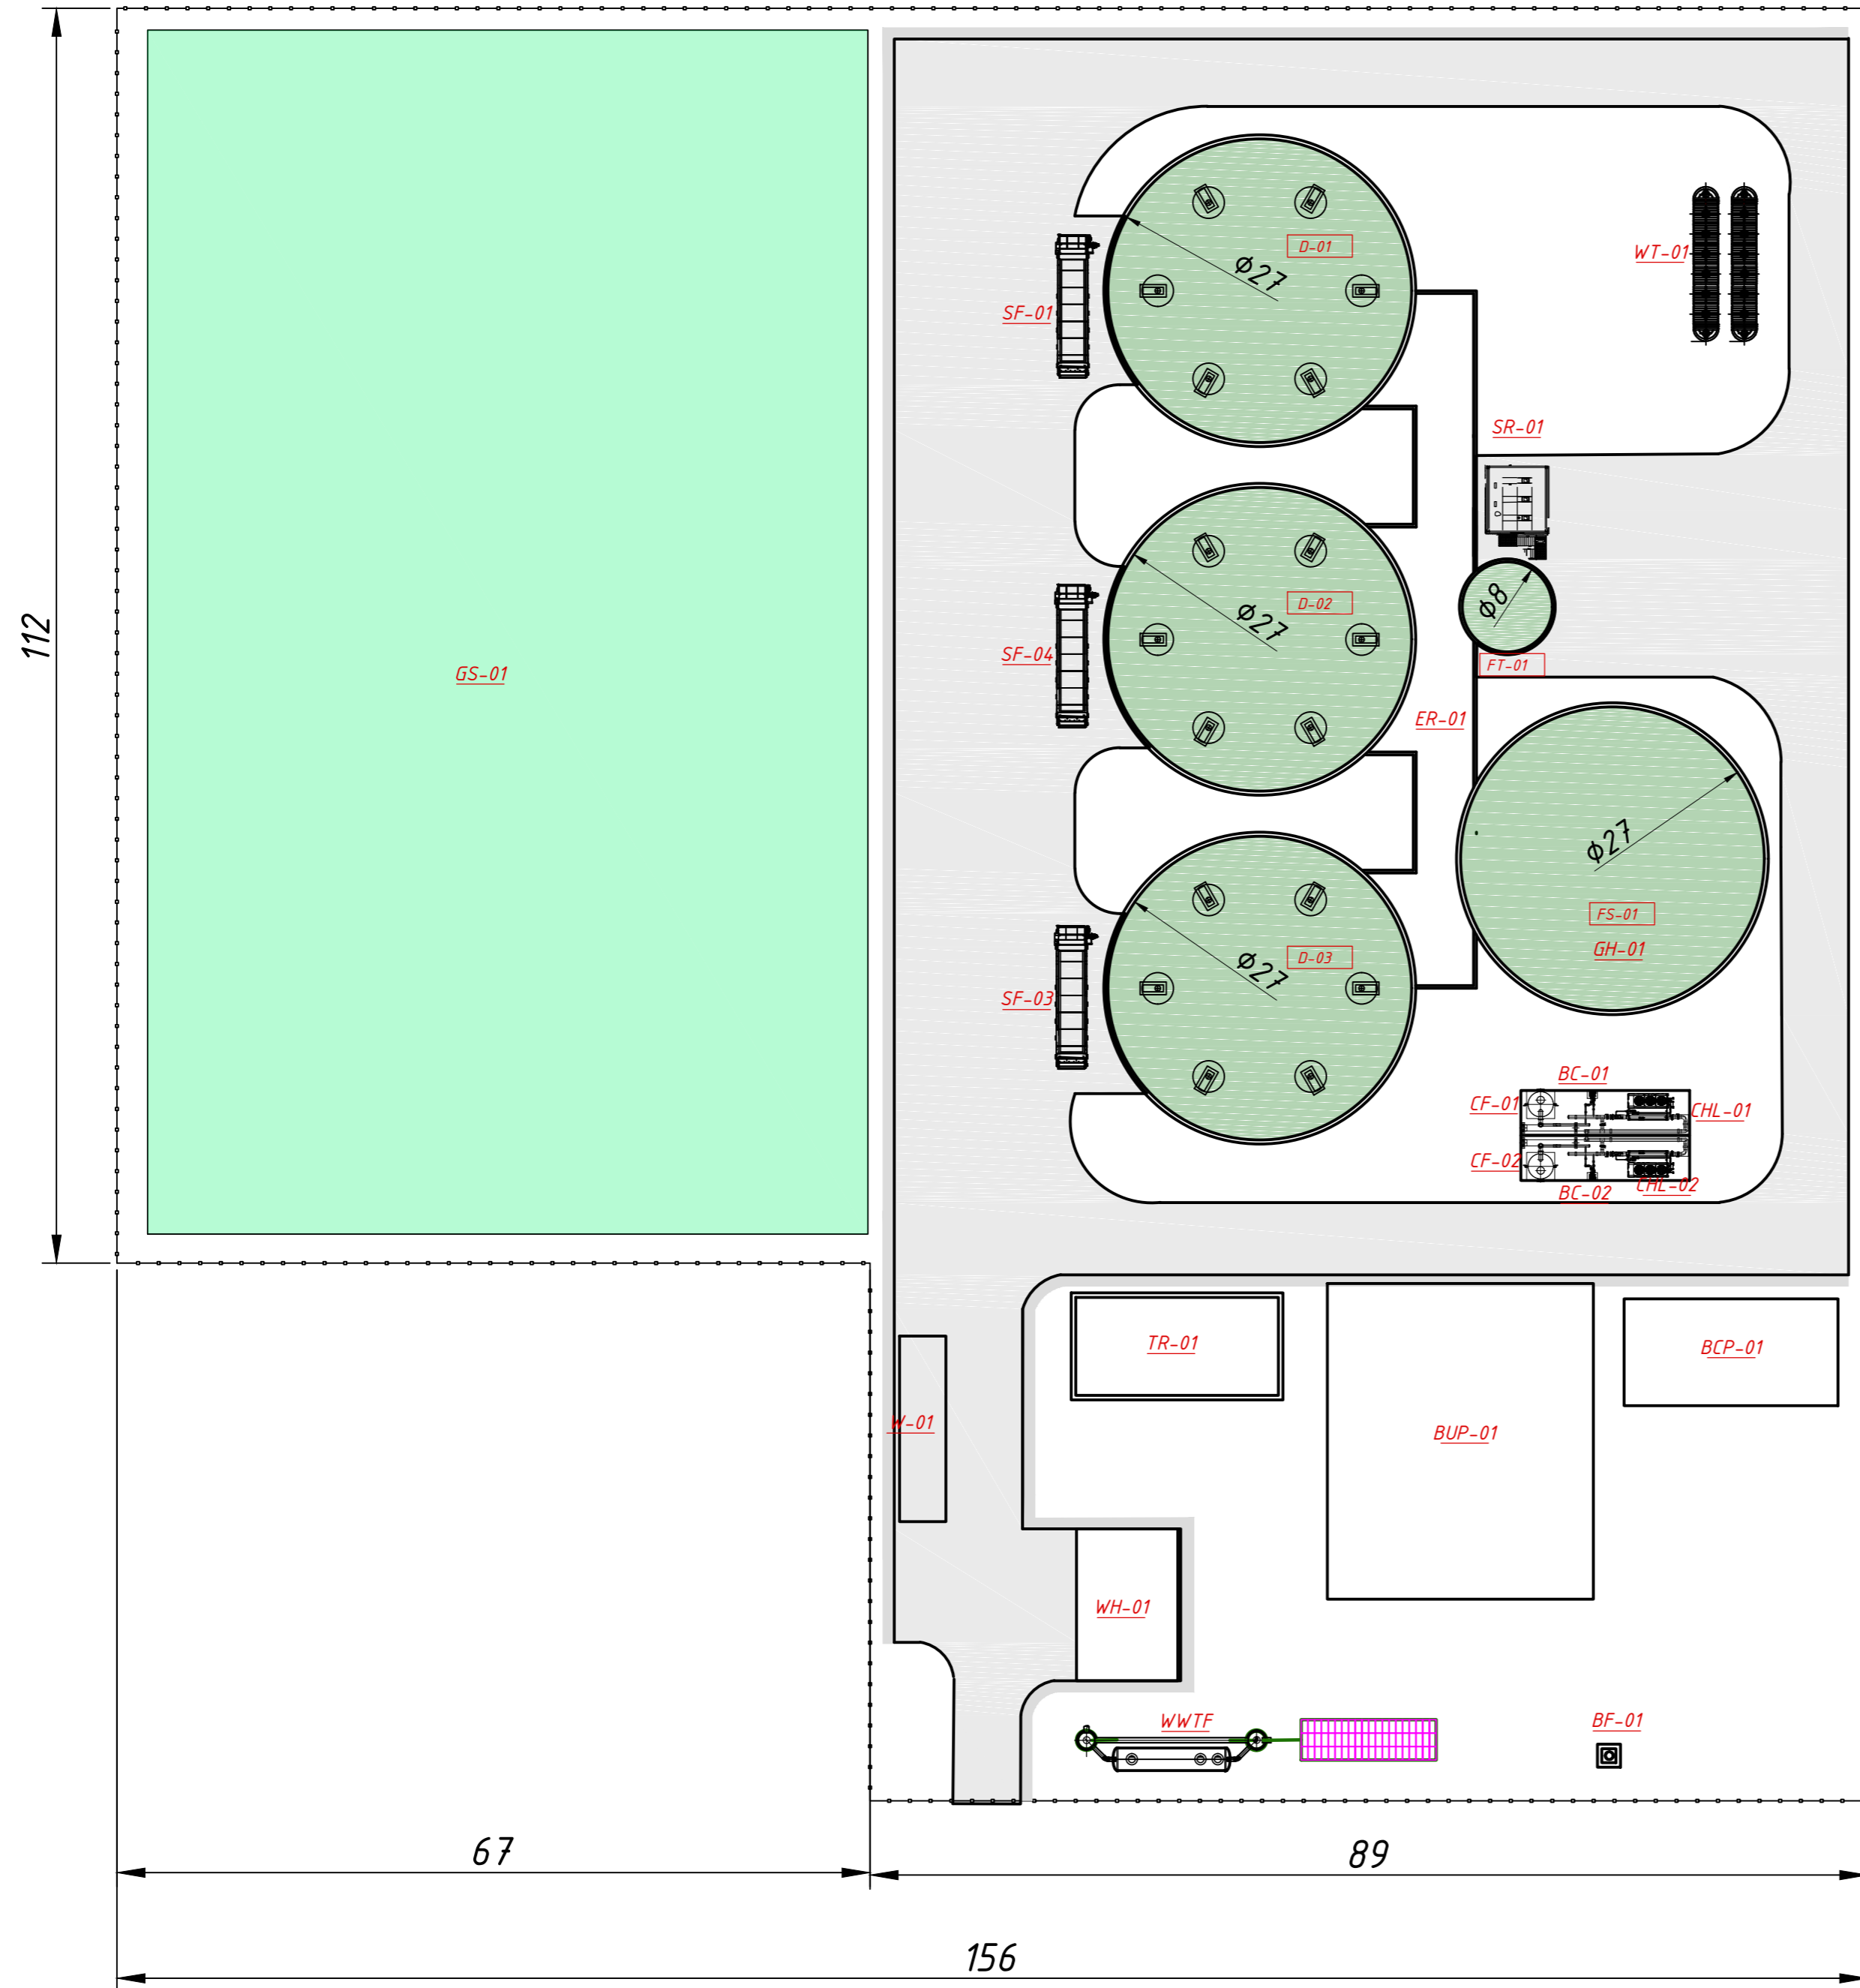 D-01
WT-01
Ø27
SF-01
SR-01
112
Ø8
D-02
Ø27
SF-04
FT-01
GS-01
ER-01
Ø27
FS-01
GH-01
D-03
Ø27
SF-03
BC-01
CF-01
CHL-01
CF-02
CHL-02
BC-02
TR-01
BCP-01
W-01
BUP-01
WH-01
WWTF
BF-01
67
89
156